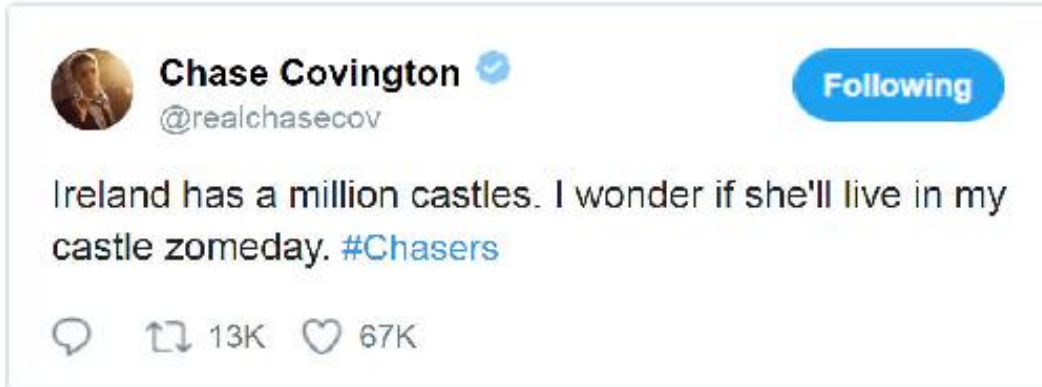 Chase Covington
Following
@realchasecov
Ireland has a million castles. I wonder if she'll live in my
castle zomeday. #Chasers
13K 67K